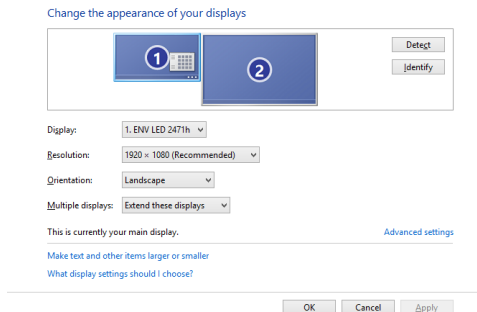 Change the appearance of your displays
1
2
Detect
Identify
Display:
1. ENV LED 2471h
Resolution:
1920 × 1080 (Recommended)
Orientation:
Landscape
Multiple displays:
Extend these displays
This is currently your main display.
Advanced settings
Make text and other items larger or smaller
What display settings should I choose?
OK
Cancel
Apply